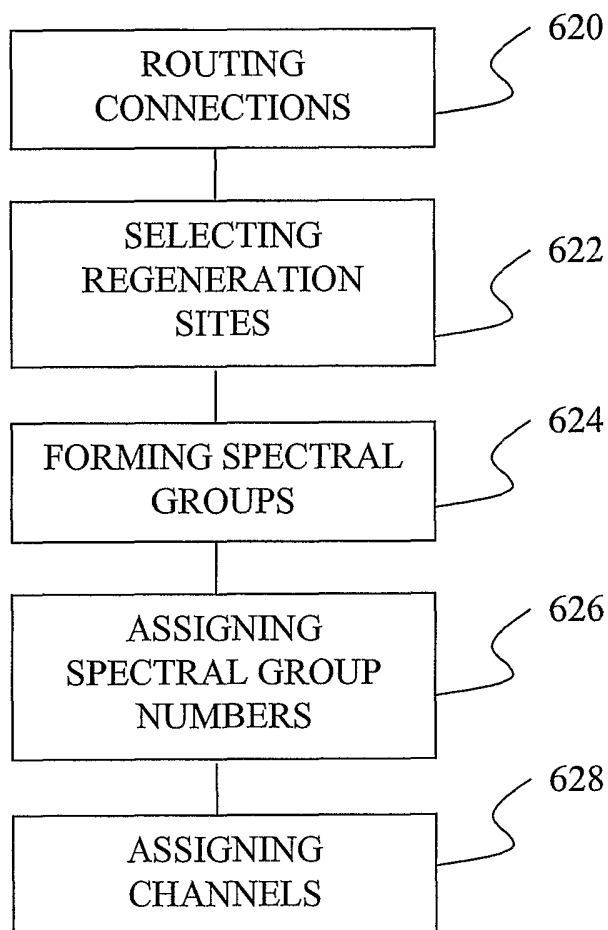 620
ROUTING
CONNECTIONS
622
SELECTING
REGENERATION
SITES
624
FORMING SPECTRAL
GROUPS
626
ASSIGNING
SPECTRAL GROUP
NUMBERS
628
ASSIGNING
CHANNELS